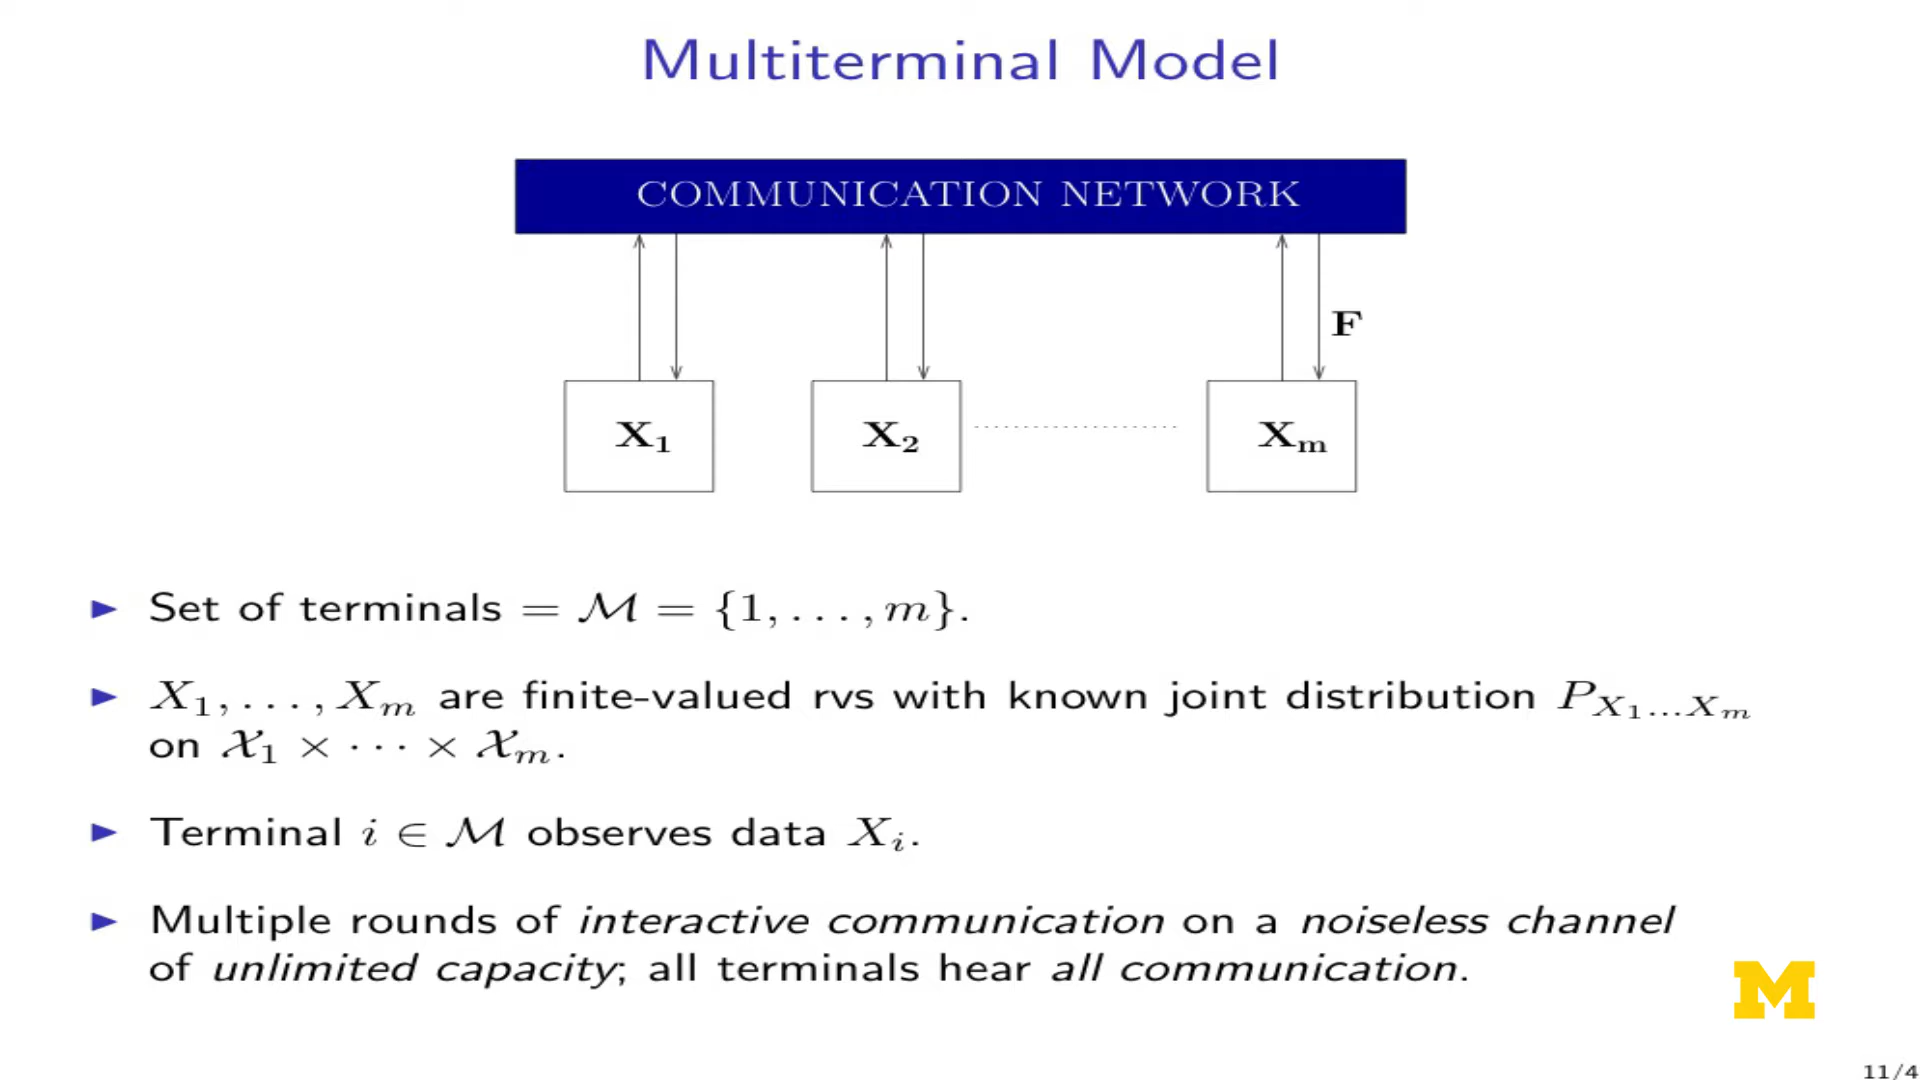 Multiterminal Model
COMMUNICATION NETWORK
F
X₁ X₂ Xₘ
► Set of terminals = ℳ = {1, . . . , m}.
► X₁, . . . , Xₘ are finite-valued rvs with known joint distribution P_{X₁...Xₘ}
on 𝒳₁ × · · · × 𝒳ₘ.
► Terminal i ∈ ℳ observes data Xᵢ.
► Multiple rounds of interactive communication on a noiseless channel
of unlimited capacity; all terminals hear all communication.
M
11/4